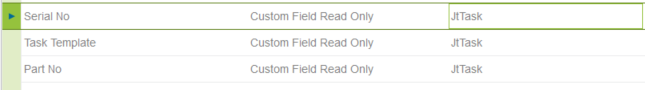 Serial No Custom Field Read Only JtTask
Task Template Custom Field Read Only JtTask
Part No Custom Field Read Only JtTask